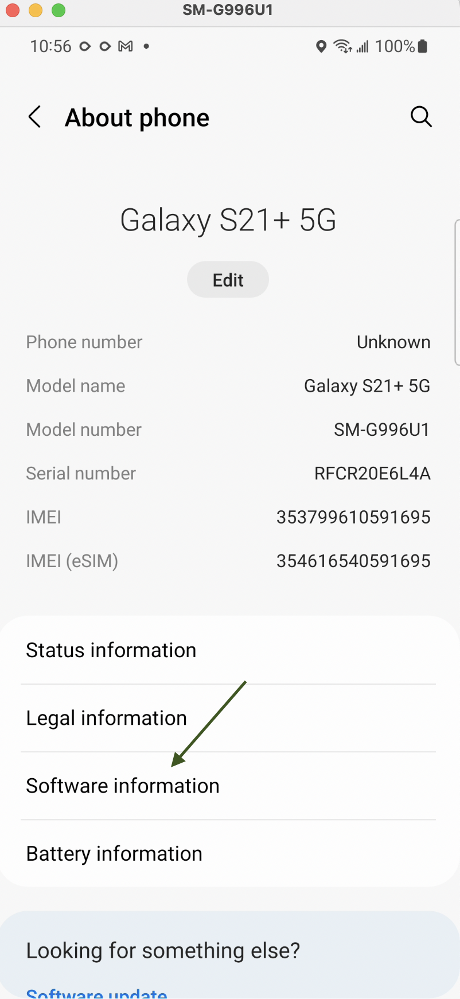 SM-G996U1
10:56 100%
About phone
Galaxy S21+ 5G
Edit
Phone number Unknown
Model name Galaxy S21+ 5G
Model number SM-G996U1
Serial number RFCR20E6L4A
IMEI 353799610591695
IMEI (eSIM) 354616540591695
Status information
Legal information
Software information
Battery information
Looking for something else?
Software update